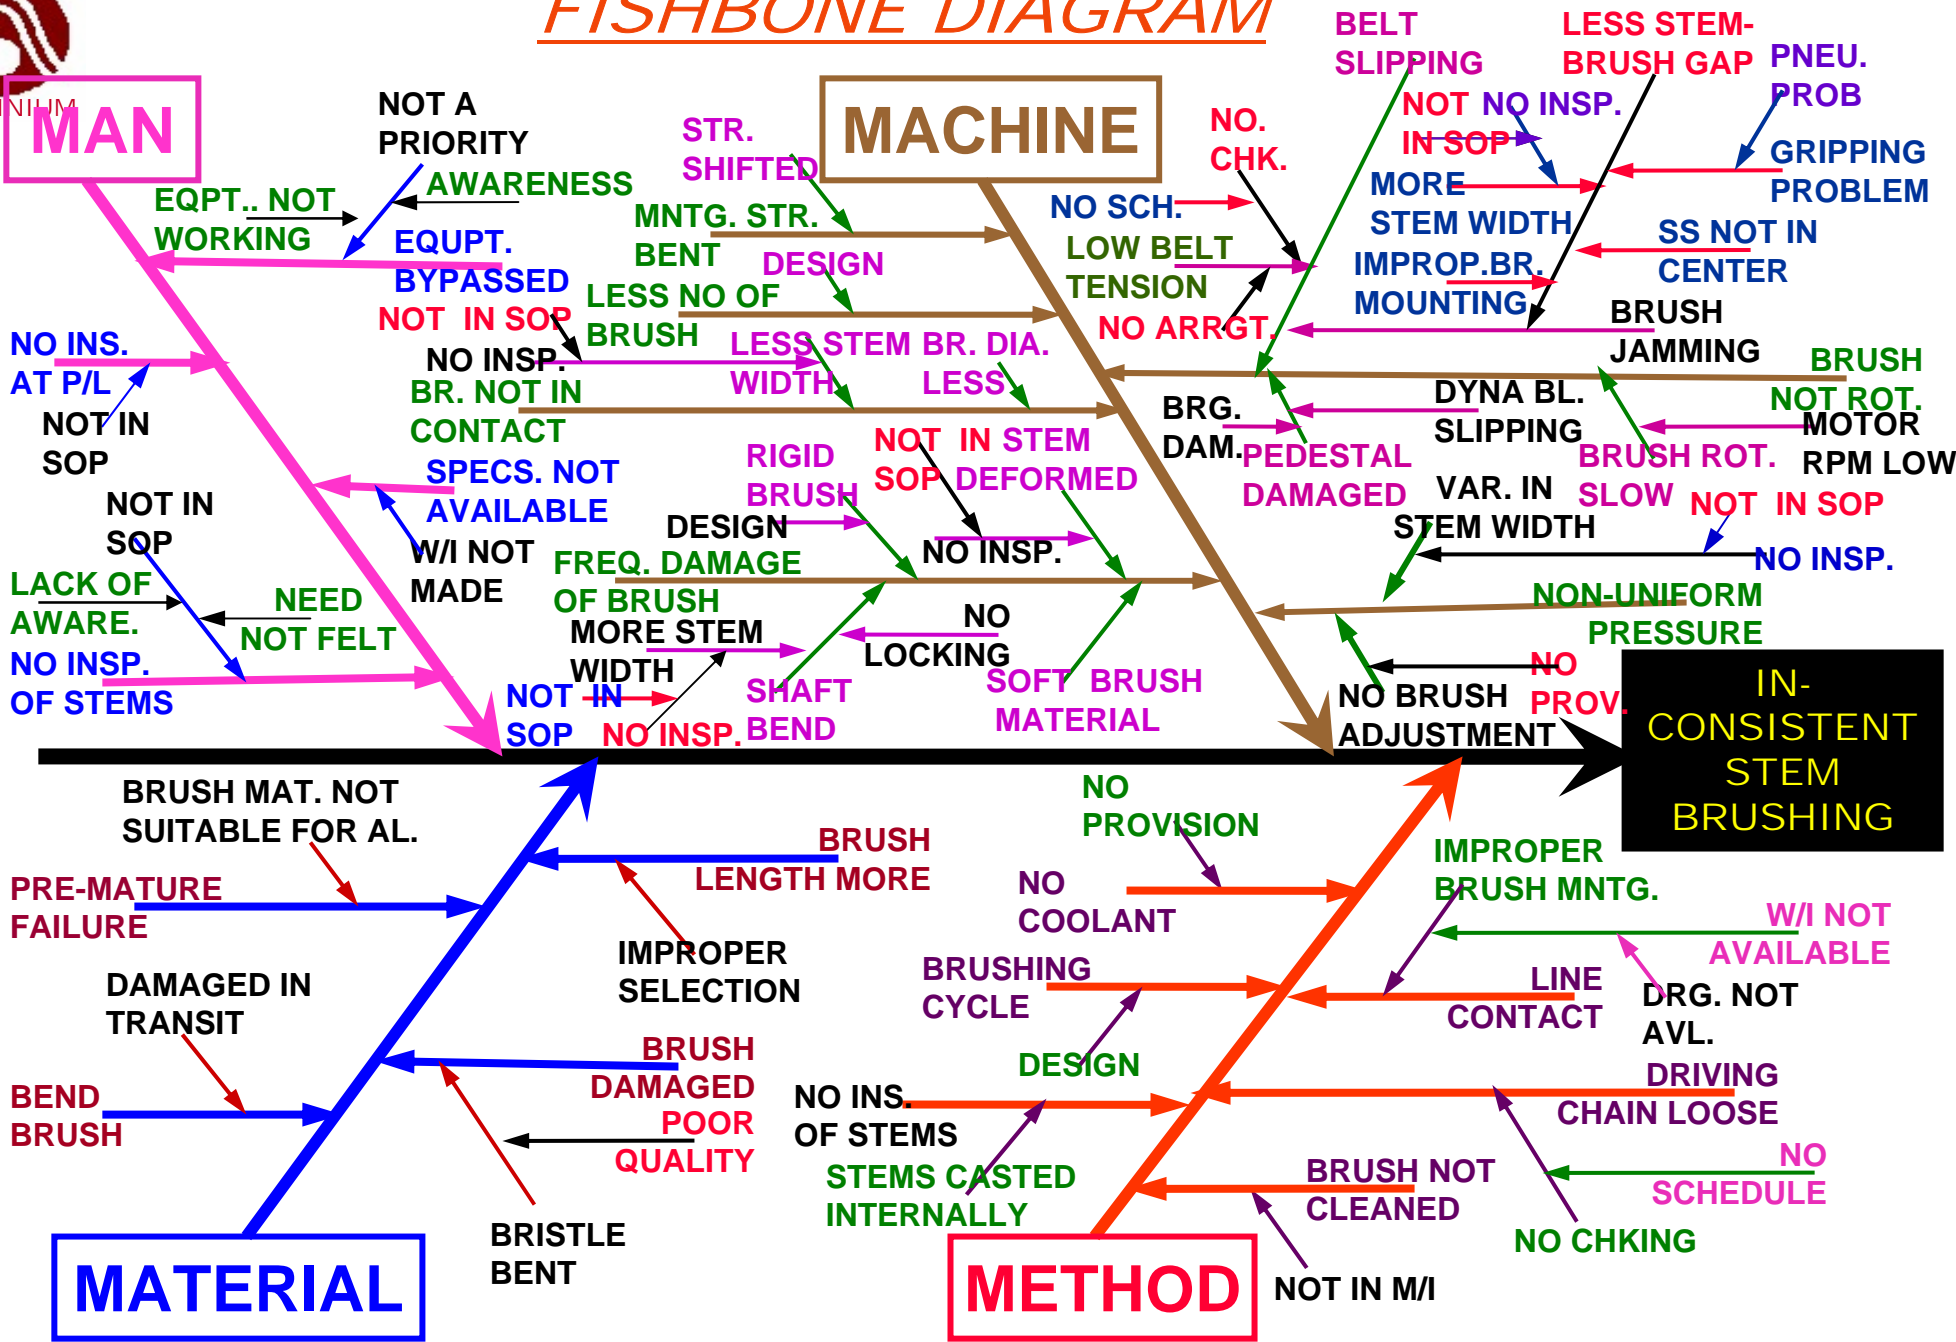 FISHBONE DIAGRAM
MAN
MACHINE
NOT A
PRIORITY
AWARENESS
EQPT.. NOT
WORKING
EQUPT.
BYPASSED
NO INS.
AT P/L
NOT IN
SOP
SPECS. NOT
AVAILABLE
W/I NOT
MADE
NOT IN
SOP
LACK OF
AWARE.
NEED
NOT FELT
NO INSP.
OF STEMS
STR.
SHIFTED
MNTG. STR.
BENT
DESIGN
LESS NO OF
BRUSH
NOT IN SOP
NO INSP.
LESS STEM
WIDTH
BR. DIA.
LESS
BR. NOT IN
CONTACT
RIGID
BRUSH
DESIGN
NOT IN
SOP
STEM
DEFORMED
NO INSP.
FREQ. DAMAGE
OF BRUSH
MORE STEM
WIDTH
NOT IN
SOP
NO INSP.
SHAFT
BEND
NO
LOCKING
SOFT BRUSH
MATERIAL
BELT
SLIPPING
NO.
CHK.
NO SCH.
LOW BELT
TENSION
NO ARRGT.
LESS STEM-
BRUSH GAP
PNEU.
PROB
NOT
IN SOP
NO INSP.
GRIPPING
PROBLEM
MORE
STEM WIDTH
SS NOT IN
CENTER
IMPROP.BR.
MOUNTING
BRUSH
JAMMING
BRUSH
NOT ROT.
BRG.
DAM.
DYNA BL.
SLIPPING
PEDESTAL
DAMAGED
MOTOR
RPM LOW
BRUSH ROT.
SLOW
VAR. IN
STEM WIDTH
NOT IN SOP
NO INSP.
NON-UNIFORM
PRESSURE
NO
PROV.
NO BRUSH
ADJUSTMENT
IN-
CONSISTENT
STEM
BRUSHING
BRUSH MAT. NOT
SUITABLE FOR AL.
PRE-MATURE
FAILURE
BRUSH
LENGTH MORE
IMPROPER
SELECTION
DAMAGED IN
TRANSIT
BEND
BRUSH
BRUSH
DAMAGED
POOR
QUALITY
BRISTLE
BENT
MATERIAL
NO
PROVISION
NO
COOLANT
IMPROPER
BRUSH MNTG.
W/I NOT
AVAILABLE
BRUSHING
CYCLE
LINE
CONTACT
DRG. NOT
AVL.
DESIGN
NO INS.
OF STEMS
DRIVING
CHAIN LOOSE
STEMS CASTED
INTERNALLY
BRUSH NOT
CLEANED
NO
SCHEDULE
NO CHKING
NOT IN M/I
METHOD